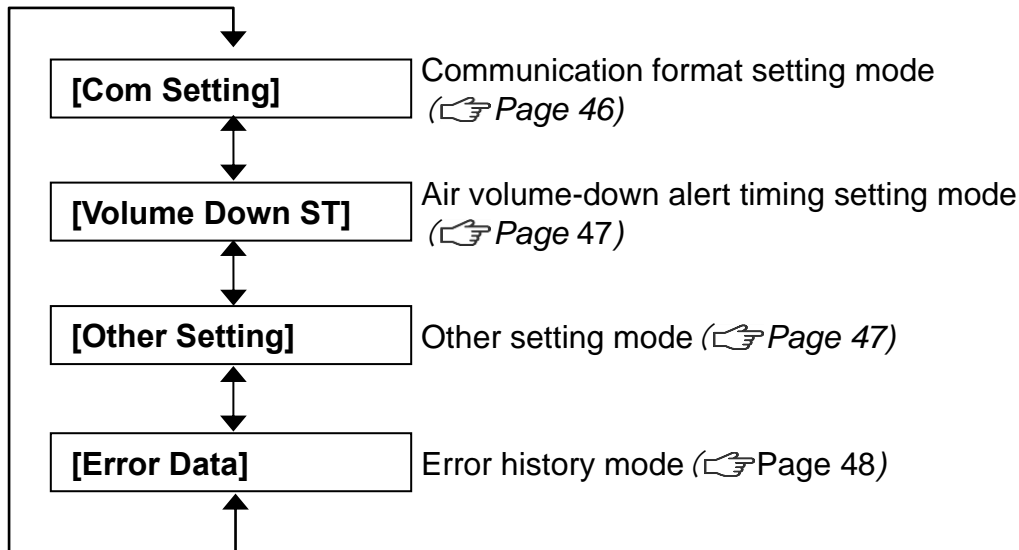 [Com Setting]
Communication format setting mode
(☞Page 46)
[Volume Down ST]
Air volume-down alert timing setting mode
(☞Page 47)
[Other Setting]
Other setting mode (☞Page 47)
[Error Data]
Error history mode (☞Page 48)